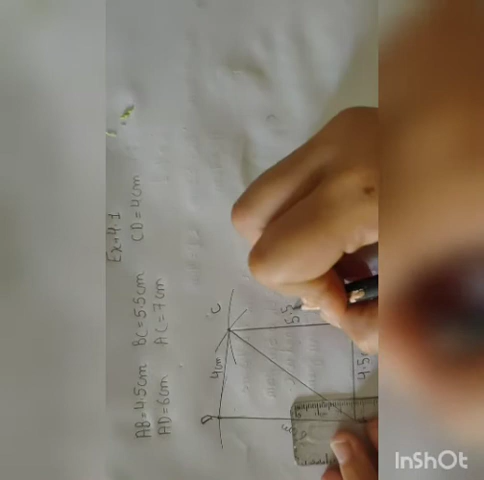 Ex:4.1
AB=4.5cm BC=5.5cm CD=4cm
AD=6cm AC=7cm
D
4cm
C
5.5
4.5
InShOt